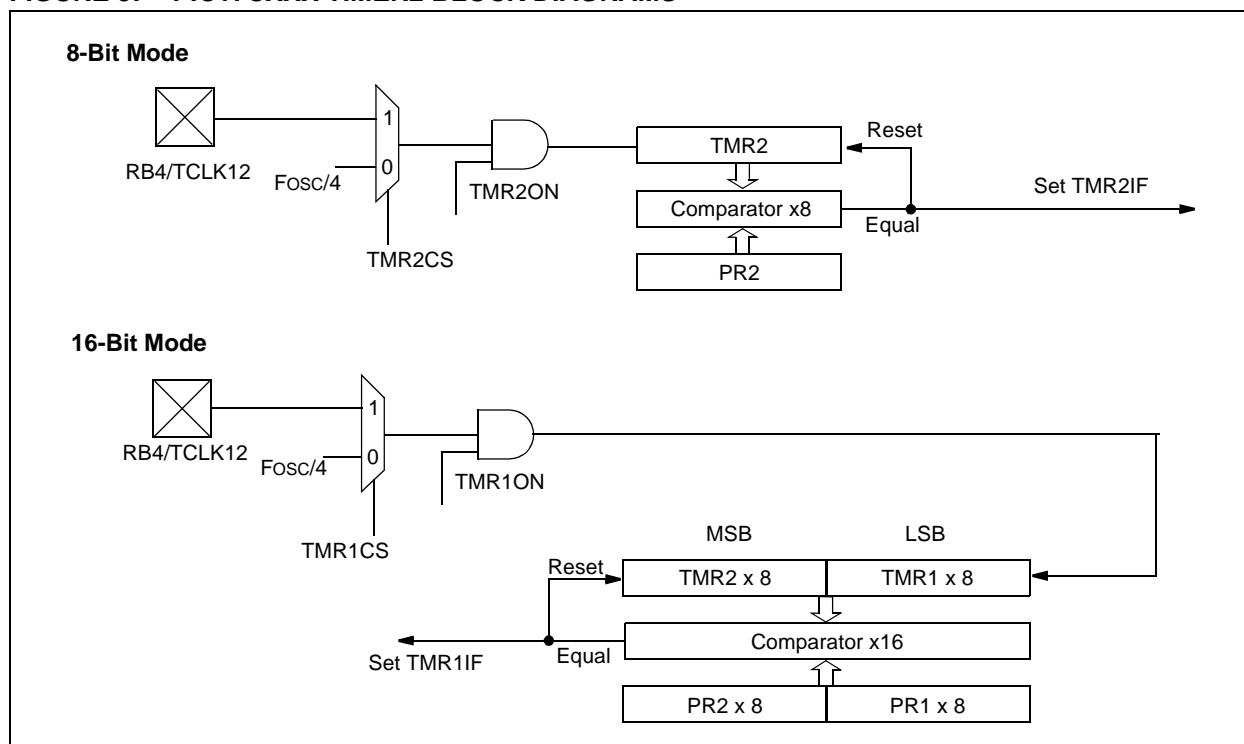 8-Bit Mode
1
RB4/TCLK12
FOSC/4
0
TMR2ON
TMR2CS
TMR2
Reset
Comparator x8
Equal
Set TMR2IF
PR2
16-Bit Mode
1
RB4/TCLK12
FOSC/4
0
TMR1ON
TMR1CS
MSB
LSB
Reset
TMR2 x 8
TMR1 x 8
Set TMR1IF
Equal
Comparator x16
PR2 x 8
PR1 x 8